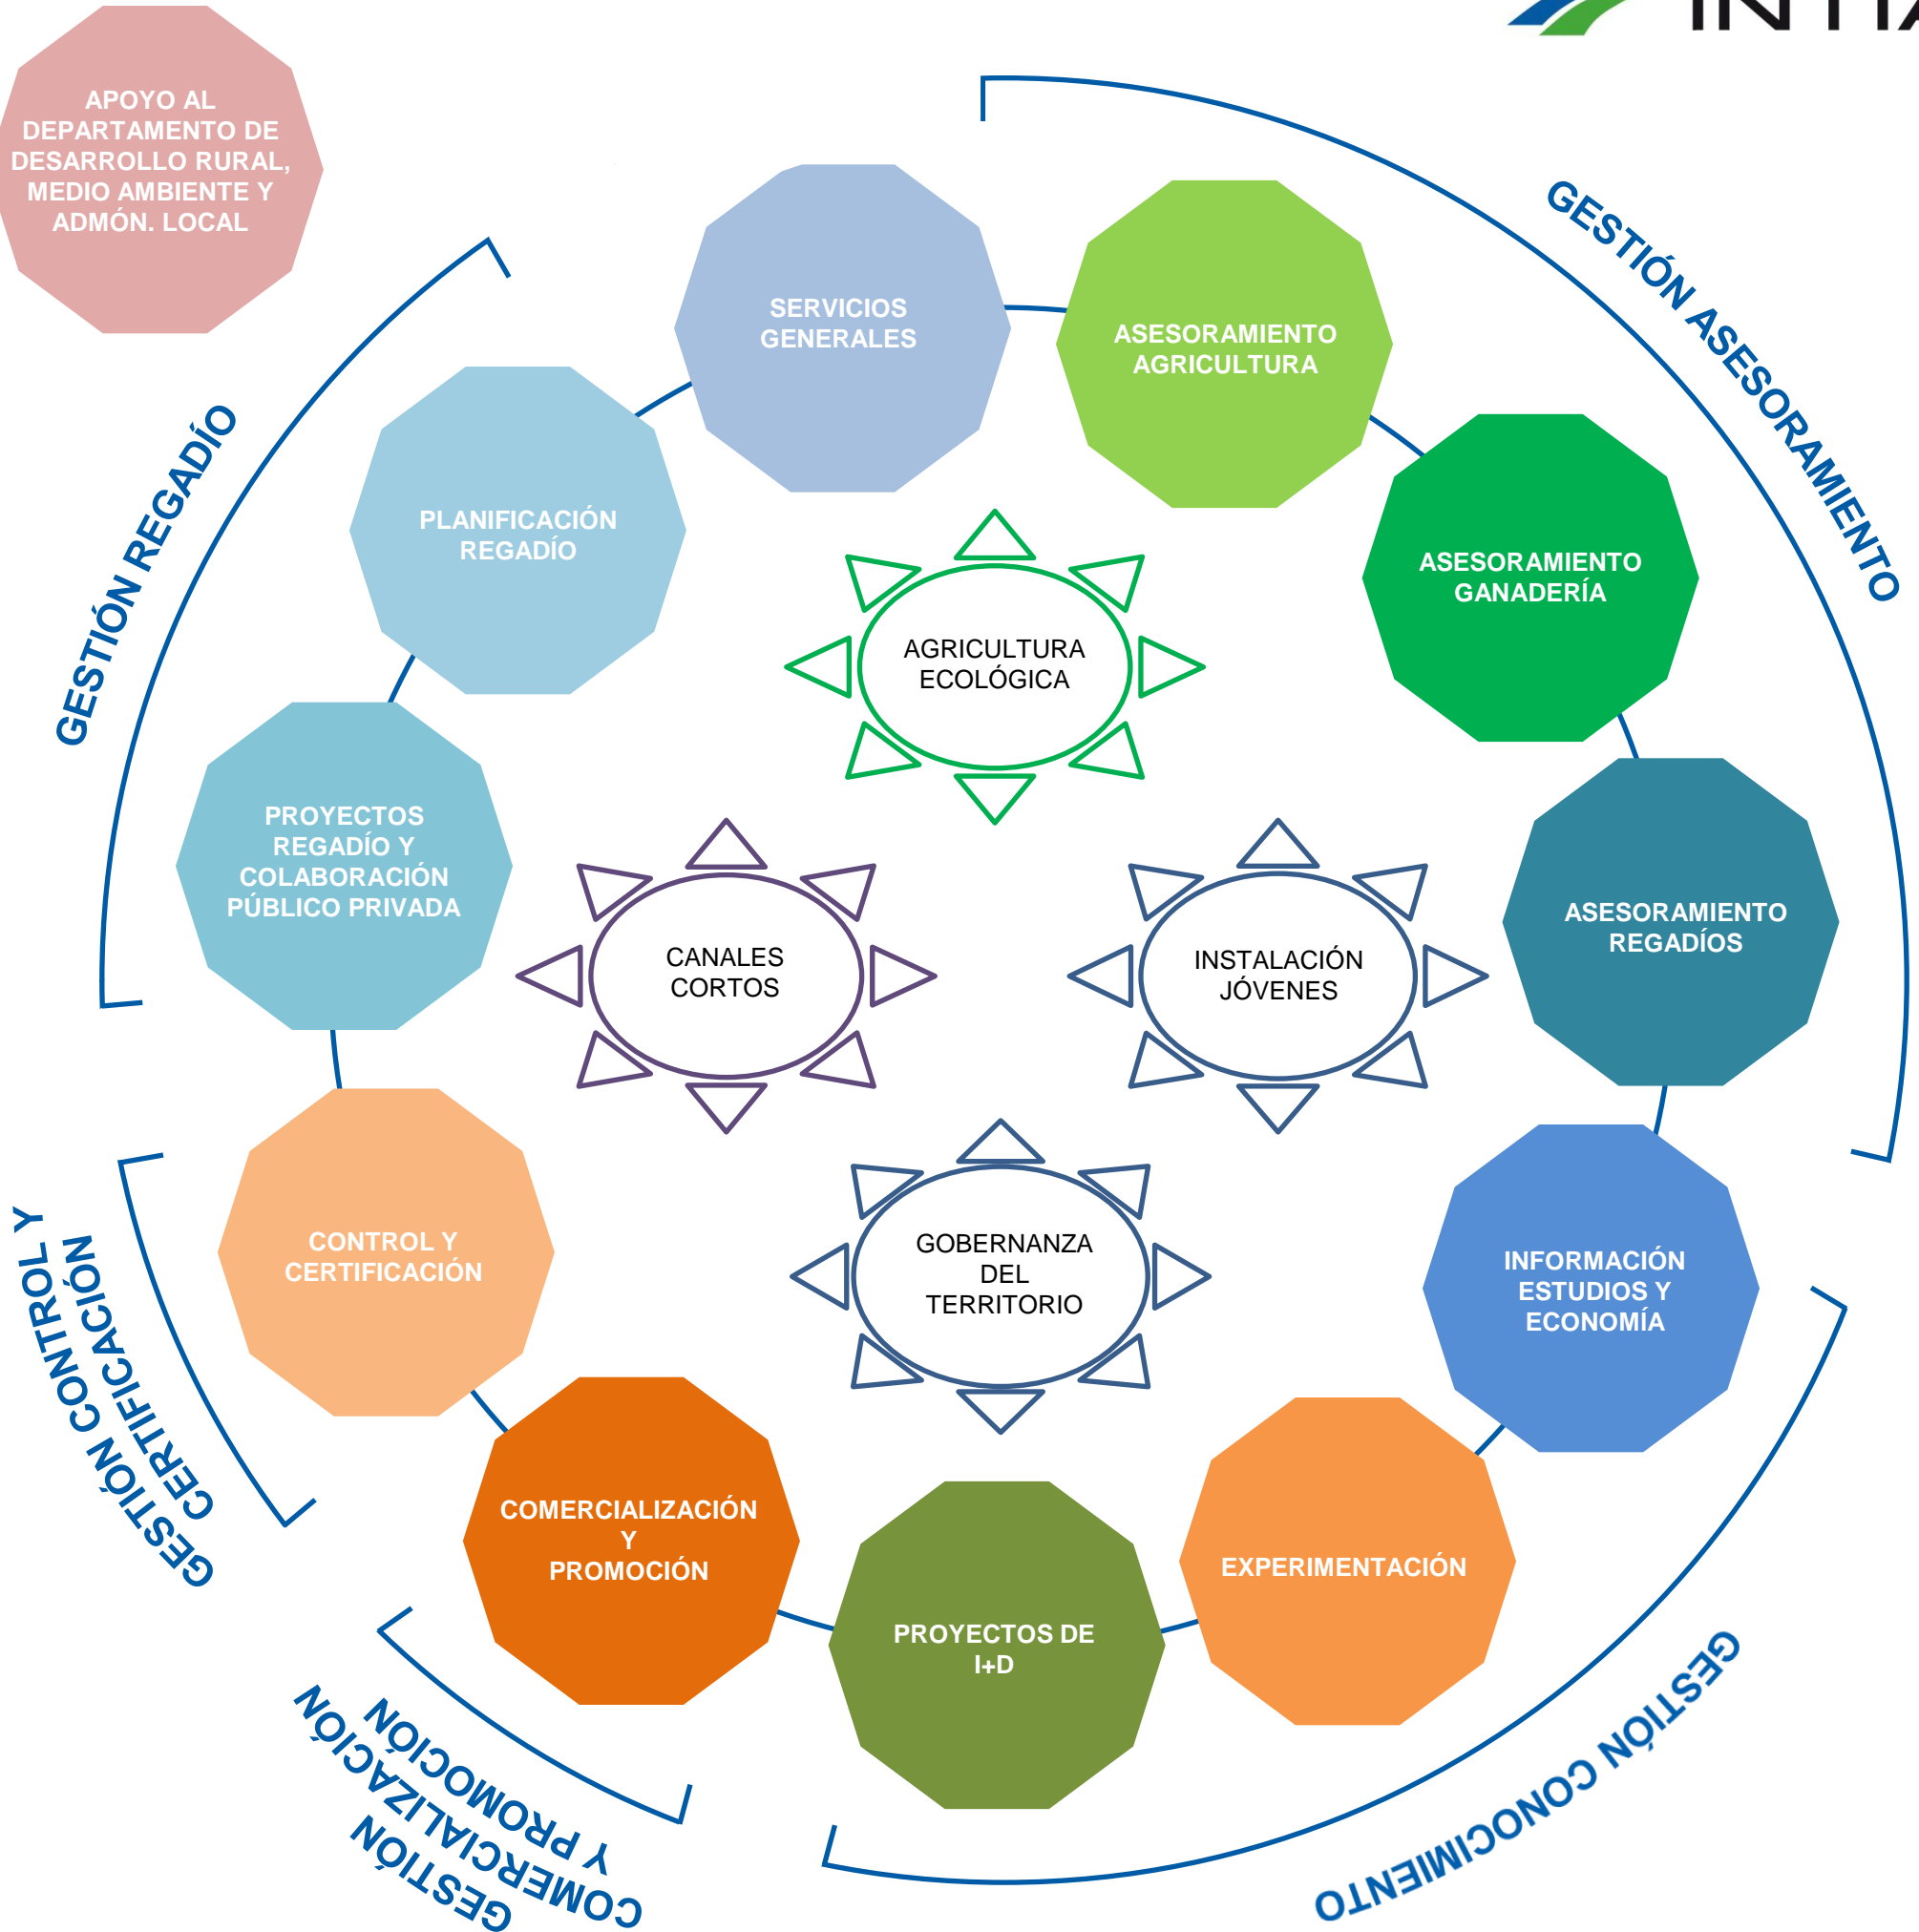 INTIA
APOYO AL
DEPARTAMENTO DE
DESARROLLO RURAL,
MEDIO AMBIENTE Y
ADMÓN. LOCAL
SERVICIOS
GENERALES
ASESORAMIENTO
AGRICULTURA
GESTIÓN ASESORAMIENTO
ASESORAMIENTO
GANADERÍA
ASESORAMIENTO
REGADÍOS
INFORMACIÓN
ESTUDIOS Y
ECONOMÍA
EXPERIMENTACIÓN
PROYECTOS DE
I+D
GESTIÓN CONOCIMIENTO
COMERCIALIZACIÓN
Y
PROMOCIÓN
GESTIÓN
COMERCIALIZACIÓN
Y PROMOCIÓN
CONTROL Y
CERTIFICACIÓN
GESTIÓN CONTROL Y
CERTIFICACIÓN
PROYECTOS
REGADÍO Y
COLABORACIÓN
PÚBLICO PRIVADA
PLANIFICACIÓN
REGADÍO
GESTIÓN REGADÍO
AGRICULTURA
ECOLÓGICA
CANALES
CORTOS
INSTALACIÓN
JÓVENES
GOBERNANZA
DEL
TERRITORIO